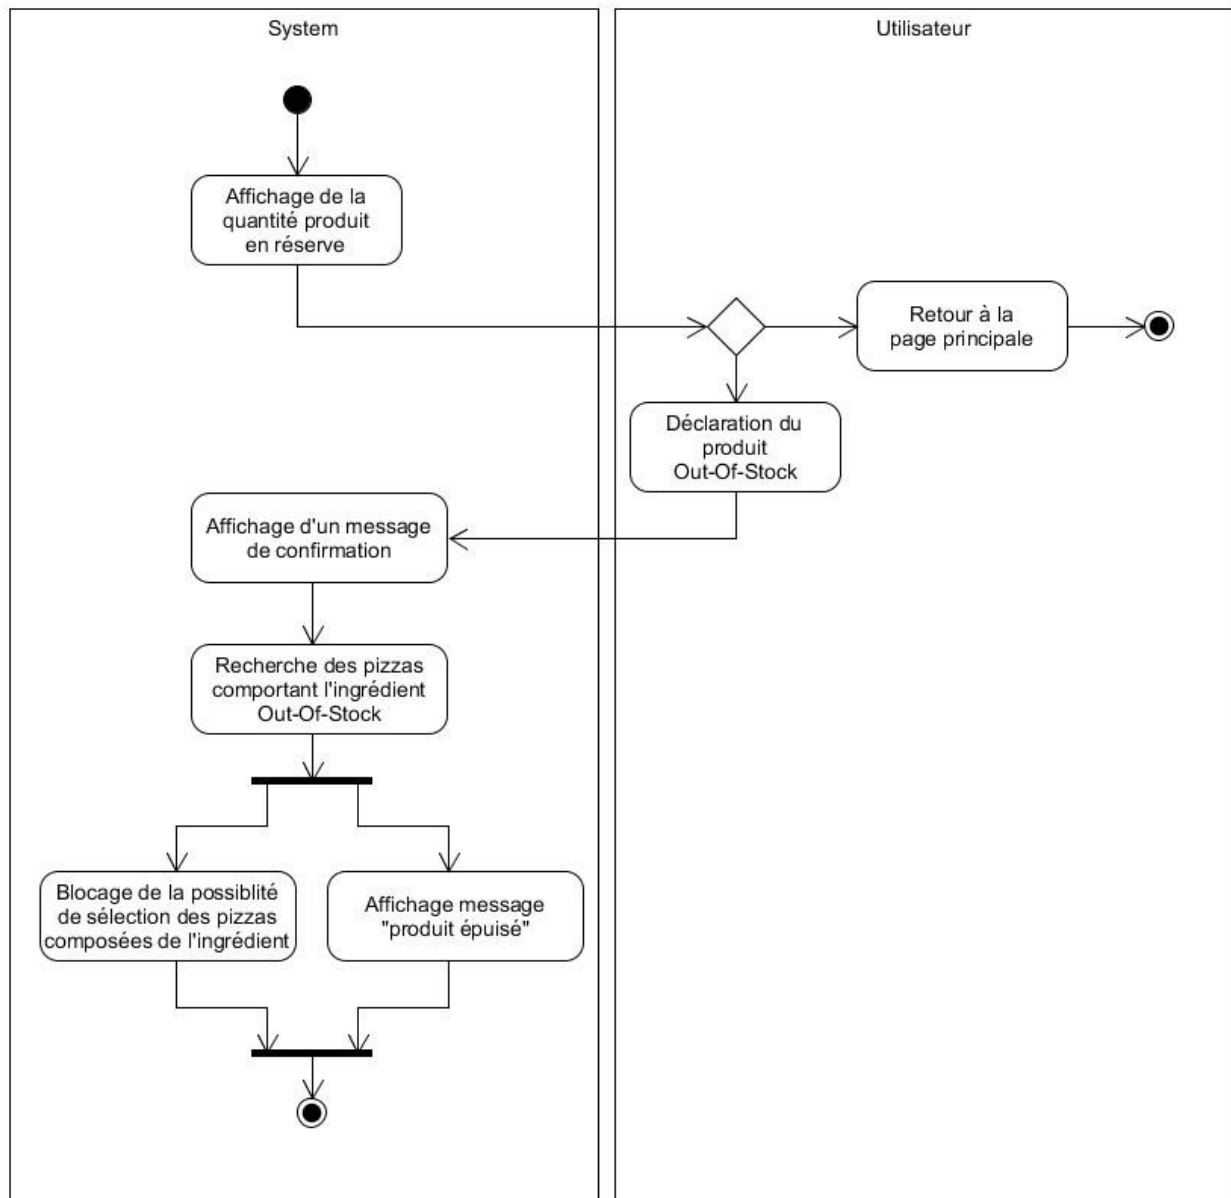 System
Utilisateur
Affichage de la
quantité produit
en réserve
Retour à la
page principale
Déclaration du
produit
Out-Of-Stock
Affichage d'un message
de confirmation
Recherche des pizzas
comportant l'ingrédient
Out-Of-Stock
Blocage de la possiblité
de sélection des pizzas
composées de l'ingrédient
Affichage message
"produit épuisé"